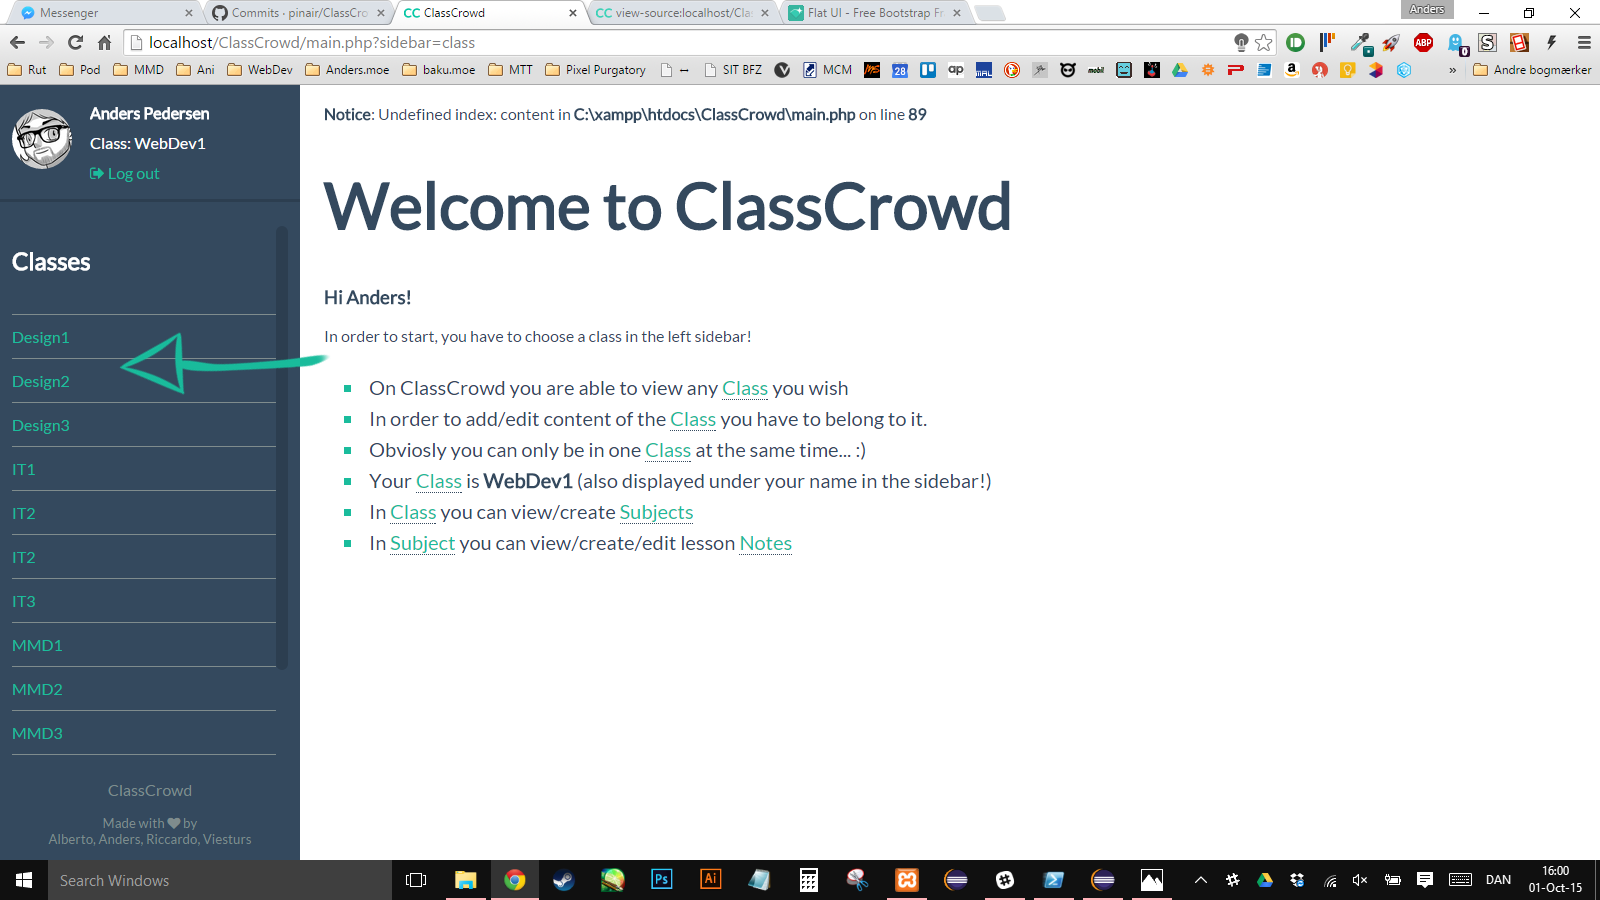 Messenger
Commits · pinair/ClassCro
CC ClassCrowd
CC view-source:localhost/Clas
Flat UI - Free Bootstrap Fr
Anders
localhost/ClassCrowd/main.php?sidebar=class
Rut
Pod
MMD
Ani
WebDev
Anders.moe
baku.moe
MTT
Pixel Purgatory
SIT BFZ
MCM
Andre bogmærker
Anders Pedersen
Class: WebDev1
Log out
Classes
Design1
Design2
Design3
IT1
IT2
IT2
IT3
MMD1
MMD2
MMD3
ClassCrowd
Made with ♥ by
Alberto, Anders, Riccardo, Viesturs
Notice: Undefined index: content in C:\xampp\htdocs\ClassCrowd\main.php on line 89
Welcome to ClassCrowd
Hi Anders!
In order to start, you have to choose a class in the left sidebar!
On ClassCrowd you are able to view any Class you wish
In order to add/edit content of the Class you have to belong to it.
Obviosly you can only be in one Class at the same time... :)
Your Class is WebDev1 (also displayed under your name in the sidebar!)
In Class you can view/create Subjects
In Subject you can view/create/edit lesson Notes
Search Windows
Ps
Ai
DAN
16:00
01-Oct-15